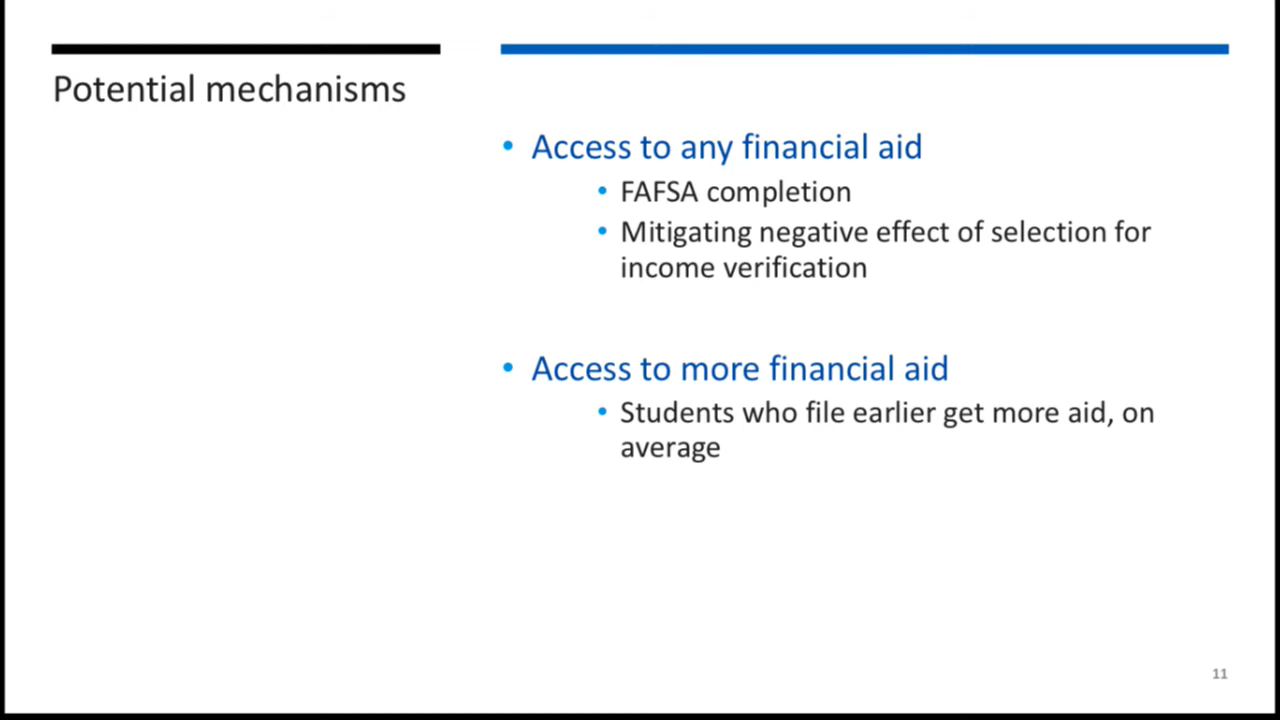 Potential mechanisms
• Access to any financial aid
• FAFSA completion
• Mitigating negative effect of selection for
income verification
• Access to more financial aid
• Students who file earlier get more aid, on
average
11